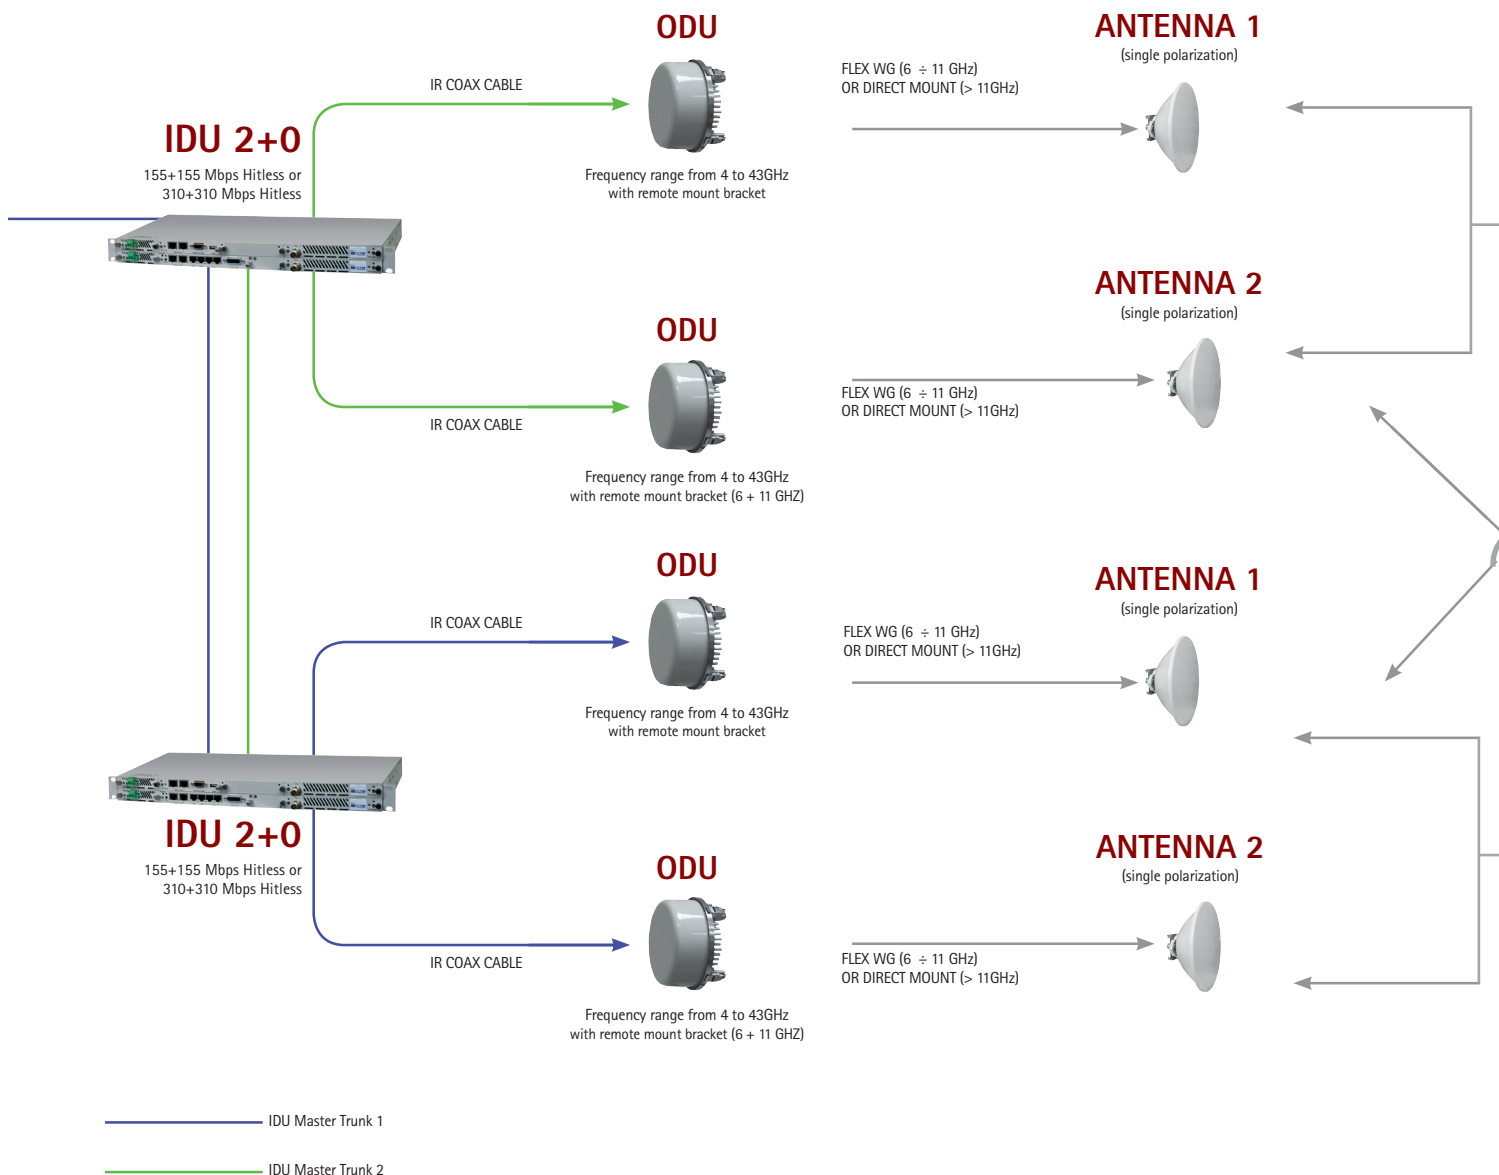 ODU
ANTENNA 1
(single polarization)
IR COAX CABLE
FLEX WG (6 ÷ 11 GHz)
OR DIRECT MOUNT (> 11GHz)
IDU 2+0
155+155 Mbps Hitless or
310+310 Mbps Hitless
Frequency range from 4 to 43GHz
with remote mount bracket
ODU
ANTENNA 2
(single polarization)
FLEX WG (6 ÷ 11 GHz)
OR DIRECT MOUNT (> 11GHz)
IR COAX CABLE
Frequency range from 4 to 43GHz
with remote mount bracket (6 + 11 GHZ)
ODU
ANTENNA 1
(single polarization)
IR COAX CABLE
FLEX WG (6 ÷ 11 GHz)
OR DIRECT MOUNT (> 11GHz)
Frequency range from 4 to 43GHz
with remote mount bracket
IDU 2+0
155+155 Mbps Hitless or
310+310 Mbps Hitless
ODU
ANTENNA 2
(single polarization)
IR COAX CABLE
FLEX WG (6 ÷ 11 GHz)
OR DIRECT MOUNT (> 11GHz)
Frequency range from 4 to 43GHz
with remote mount bracket (6 + 11 GHZ)
IDU Master Trunk 1
IDU Master Trunk 2